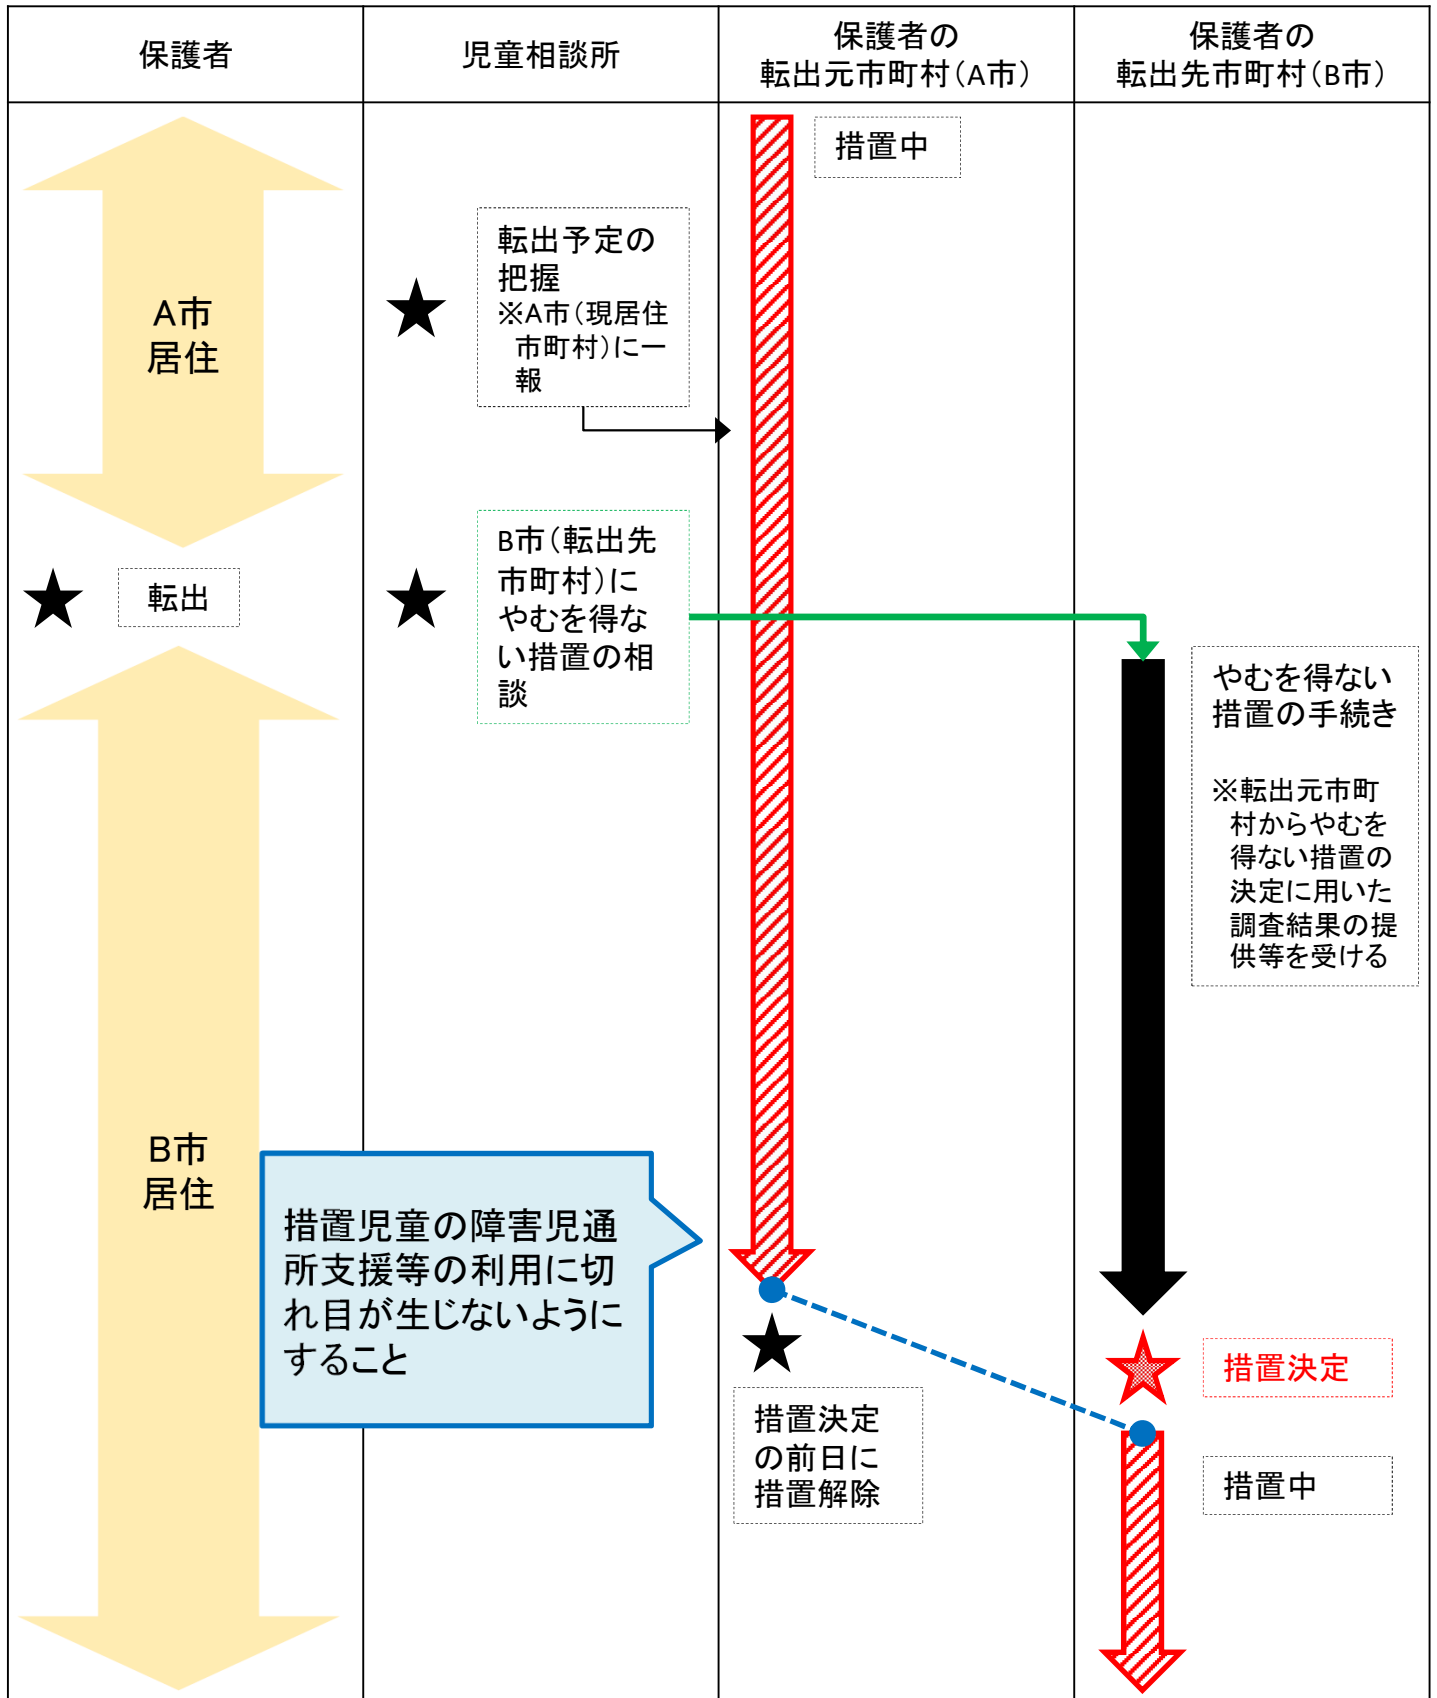 保護者
児童相談所
保護者の
転出元市町村（A市）
保護者の
転出先市町村（B市）
措置中
転出予定の
把握
※A市（現居住
市町村）に一
報
A市
居住
転出
B市（転出先
市町村）に
やむを得な
い措置の相
談
やむを得ない
措置の手続き
※転出元市町
村からやむを
得ない措置の
決定に用いた
調査結果の提
供等を受ける
B市
居住
措置児童の障害児通
所支援等の利用に切
れ目が生じないように
すること
措置決定
の前日に
措置解除
措置決定
措置中